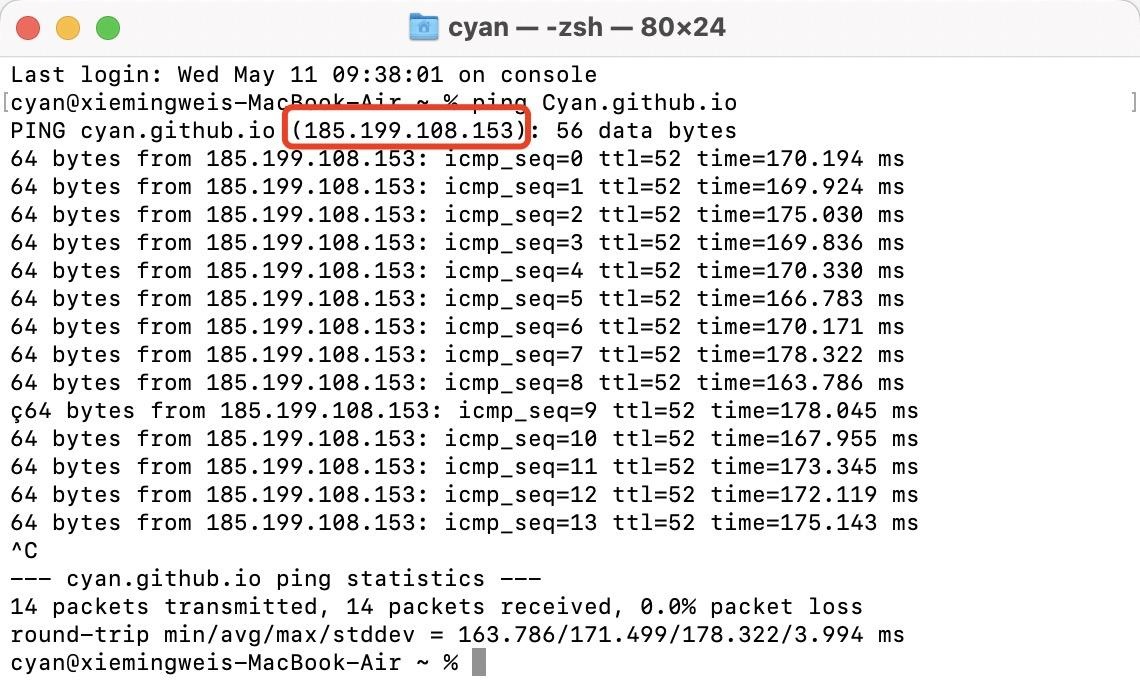 cyan — -zsh — 80×24
Last login: Wed May 11 09:38:01 on console
[cyan@xiemingweis-MacBook-Air ~ % ping Cyan.github.io ]
PING cyan.github.io (185.199.108.153): 56 data bytes
64 bytes from 185.199.108.153: icmp_seq=0 ttl=52 time=170.194 ms
64 bytes from 185.199.108.153: icmp_seq=1 ttl=52 time=169.924 ms
64 bytes from 185.199.108.153: icmp_seq=2 ttl=52 time=175.030 ms
64 bytes from 185.199.108.153: icmp_seq=3 ttl=52 time=169.836 ms
64 bytes from 185.199.108.153: icmp_seq=4 ttl=52 time=170.330 ms
64 bytes from 185.199.108.153: icmp_seq=5 ttl=52 time=166.783 ms
64 bytes from 185.199.108.153: icmp_seq=6 ttl=52 time=170.171 ms
64 bytes from 185.199.108.153: icmp_seq=7 ttl=52 time=178.322 ms
64 bytes from 185.199.108.153: icmp_seq=8 ttl=52 time=163.786 ms
ç64 bytes from 185.199.108.153: icmp_seq=9 ttl=52 time=178.045 ms
64 bytes from 185.199.108.153: icmp_seq=10 ttl=52 time=167.955 ms
64 bytes from 185.199.108.153: icmp_seq=11 ttl=52 time=173.345 ms
64 bytes from 185.199.108.153: icmp_seq=12 ttl=52 time=172.119 ms
64 bytes from 185.199.108.153: icmp_seq=13 ttl=52 time=175.143 ms
^C
--- cyan.github.io ping statistics ---
14 packets transmitted, 14 packets received, 0.0% packet loss
round-trip min/avg/max/stddev = 163.786/171.499/178.322/3.994 ms
cyan@xiemingweis-MacBook-Air ~ %